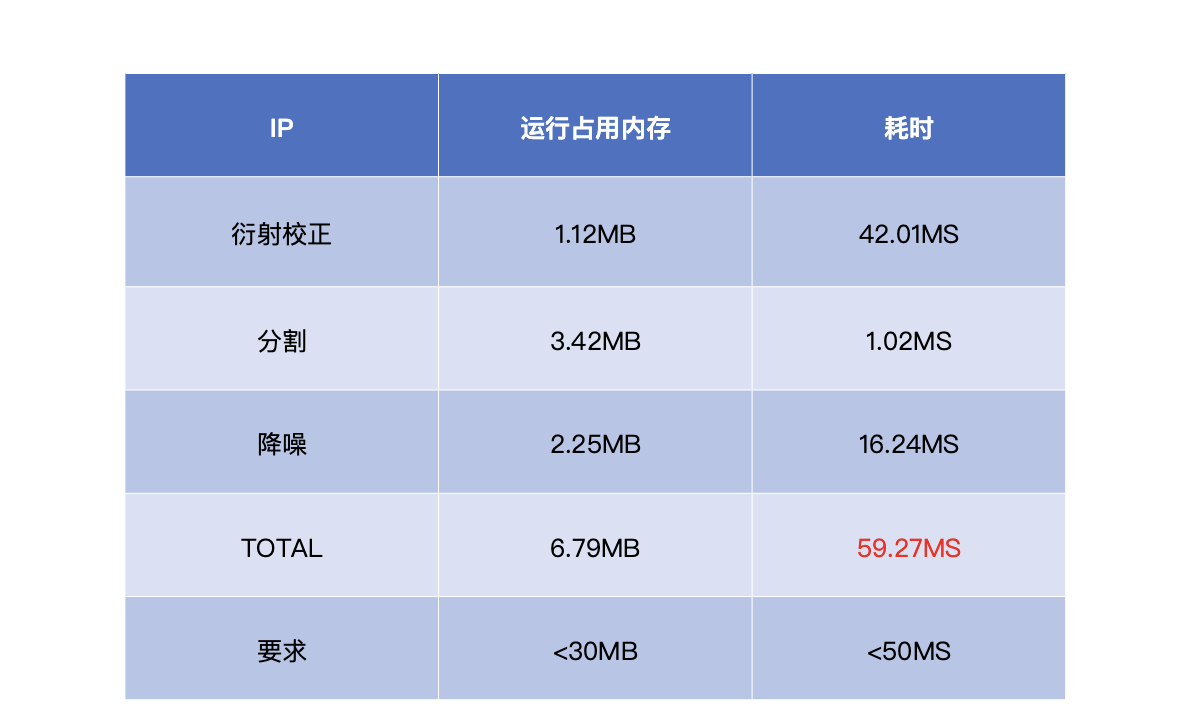 IP 运行占用内存 耗时
衍射校正 1.12MB 42.01MS
分割 3.42MB 1.02MS
降噪 2.25MB 16.24MS
TOTAL 6.79MB 59.27MS
要求 <30MB <50MS